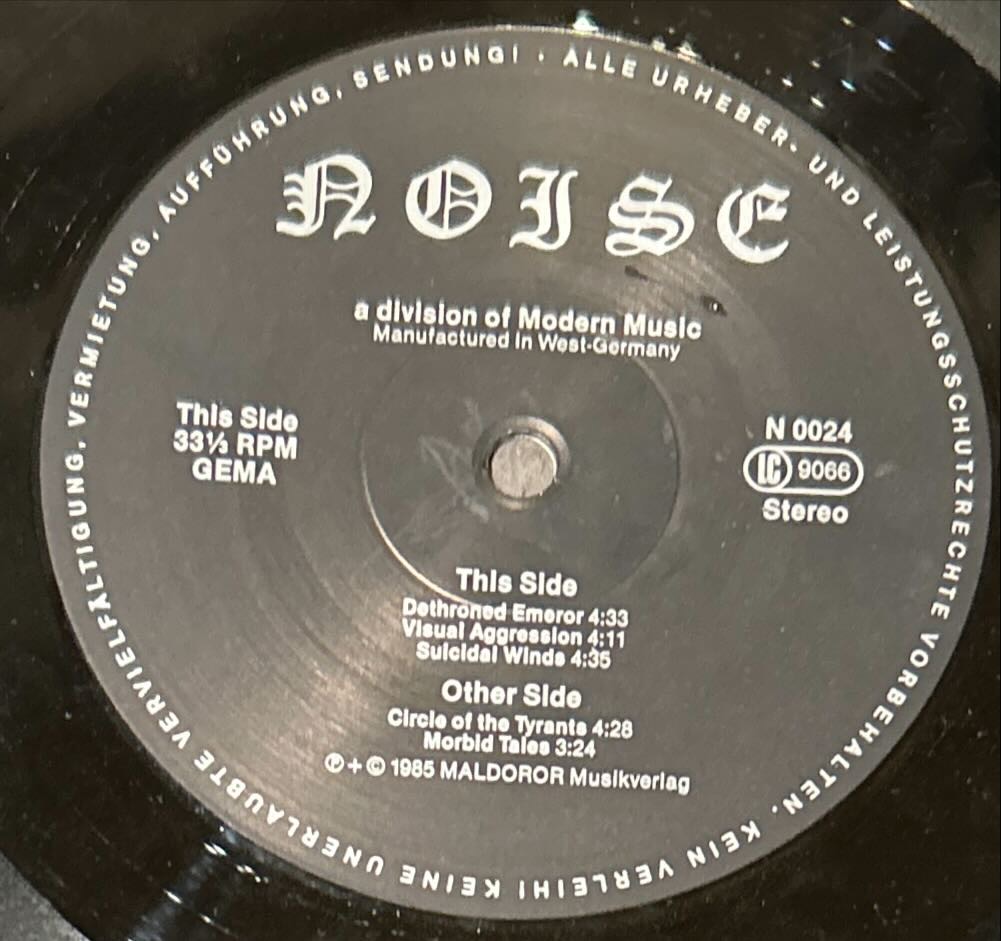 ALLE URHEBER- UND LEISTUNGSSCHUTZRECHTE VORBEHALTEN. KEIN VERLEIH! KEINE UNERLAUBTE VERVIELFÄLTIGUNG, VERMIETUNG, AUFFÜHRUNG, SENDUNG! ·
NOISE
a division of Modern Music
Manufactured in West-Germany
This Side
33⅓ RPM
GEMA
N 0024
LC 9066
Stereo
This Side
Dethroned Emeror 4:33
Visual Aggression 4:11
Suicidal Winds 4:35
Other Side
Circle of the Tyrants 4:28
Morbid Tales 3:24
℗ + © 1985 MALDOROR Musikverlag